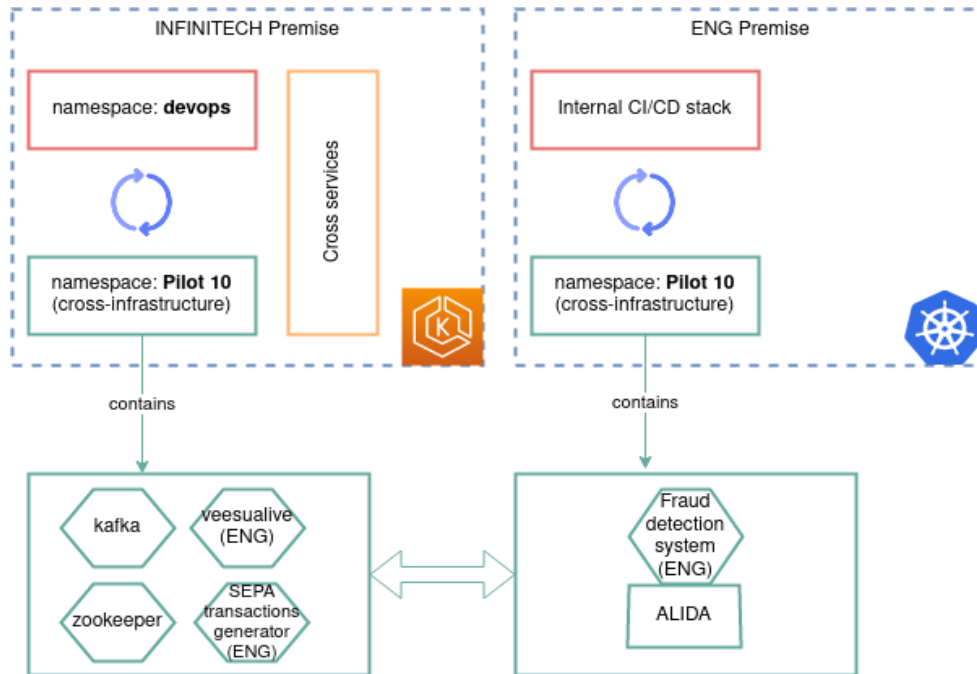 INFINITECH Premise
namespace: devops
Cross services
namespace: Pilot 10
(cross-infrastructure)
K
contains
kafka
veesualive
(ENG)
zookeeper
SEPA
transactions
generator
(ENG)
ENG Premise
Internal CI/CD stack
namespace: Pilot 10
(cross-infrastructure)
contains
Fraud
detection
system
(ENG)
ALIDA